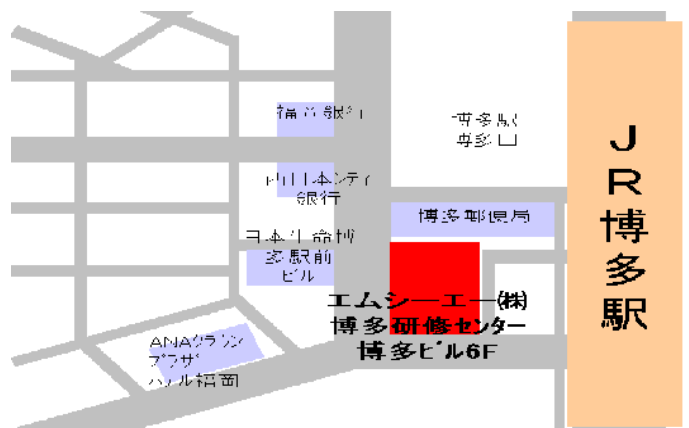 福岡銀行
博多駅
博多口
西日本シティ
銀行
博多郵便局
日本生命博
多駅前
ビル
エムシーエー㈱
博多研修センター
博多ビル6F
ANAクラウン
プラザ
ホテル福岡
JR博多駅